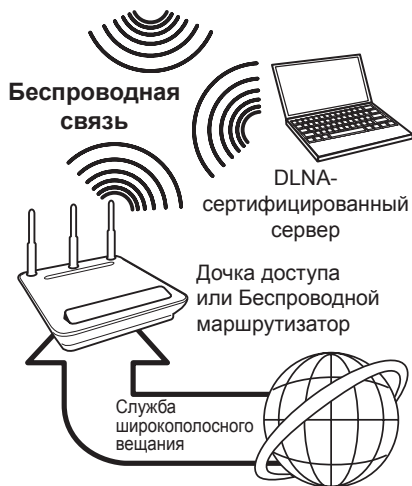 Беспроводная
связь
DLNA-
сертифицированный
сервер
Дочка доступа
или Беспроводной
маршрутизатор
Служба
широкополосного
вещания